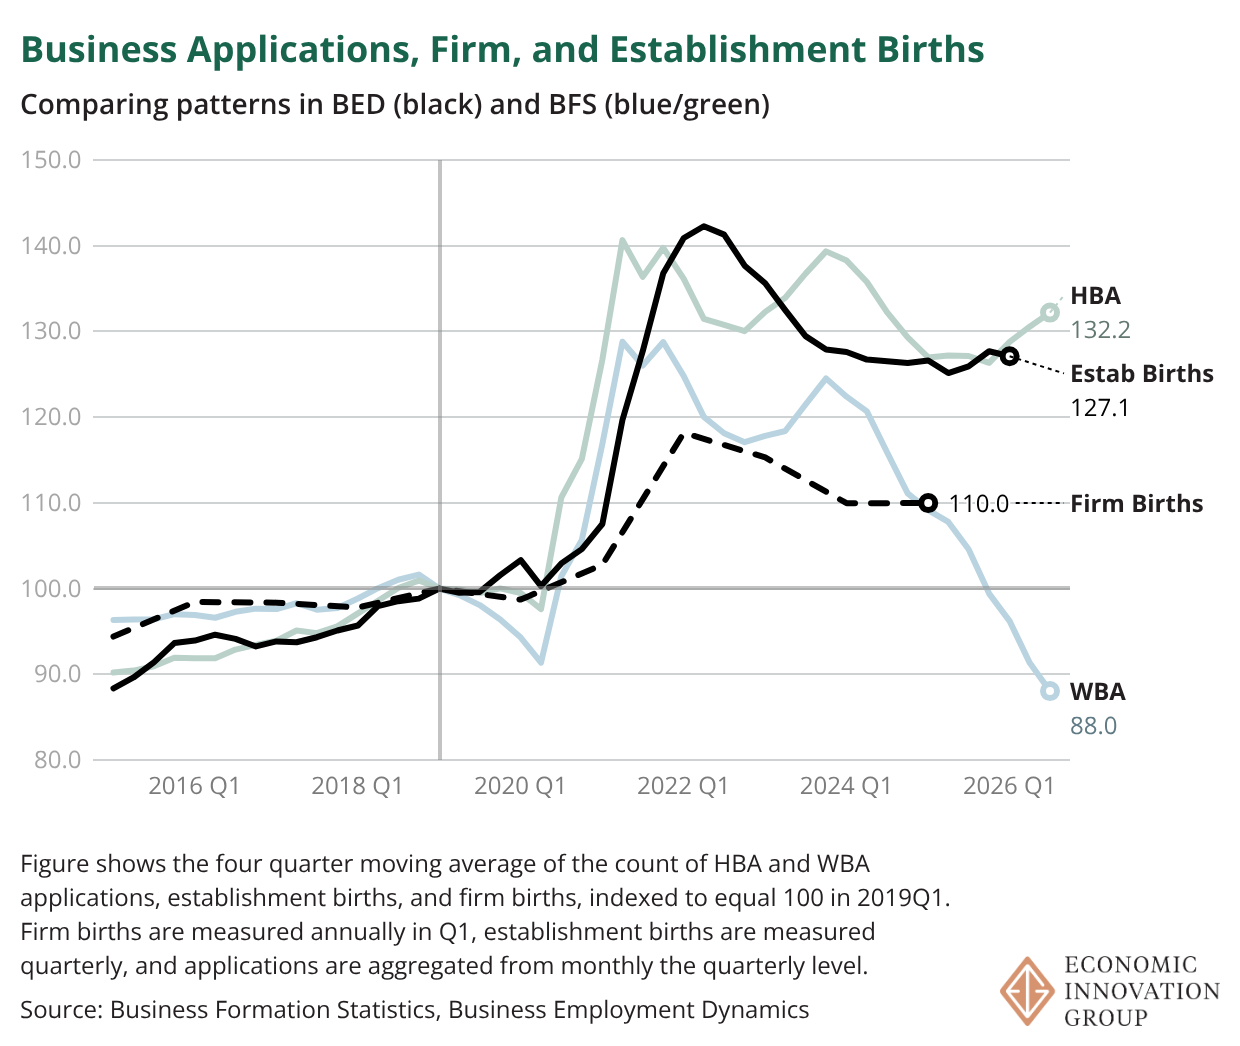 Business Applications, Firm, and Establishment Births
Comparing patterns in BED (black) and BFS (blue/green)
150.0
140.0
130.0
120.0
110.0
100.0
90.0
80.0
HBA
132.2
Estab Births
127.1
110.0
Firm Births
WBA
88.0
2016 Q1
2018 Q1
2020 Q1
2022 Q1
2024 Q1
2026 Q1
Figure shows the four quarter moving average of the count of HBA and WBA
applications, establishment births, and firm births, indexed to equal 100 in 2019Q1.
Firm births are measured annually in Q1, establishment births are measured
quarterly, and applications are aggregated from monthly the quarterly level.
Source: Business Formation Statistics, Business Employment Dynamics
ECONOMIC
INNOVATION
GROUP